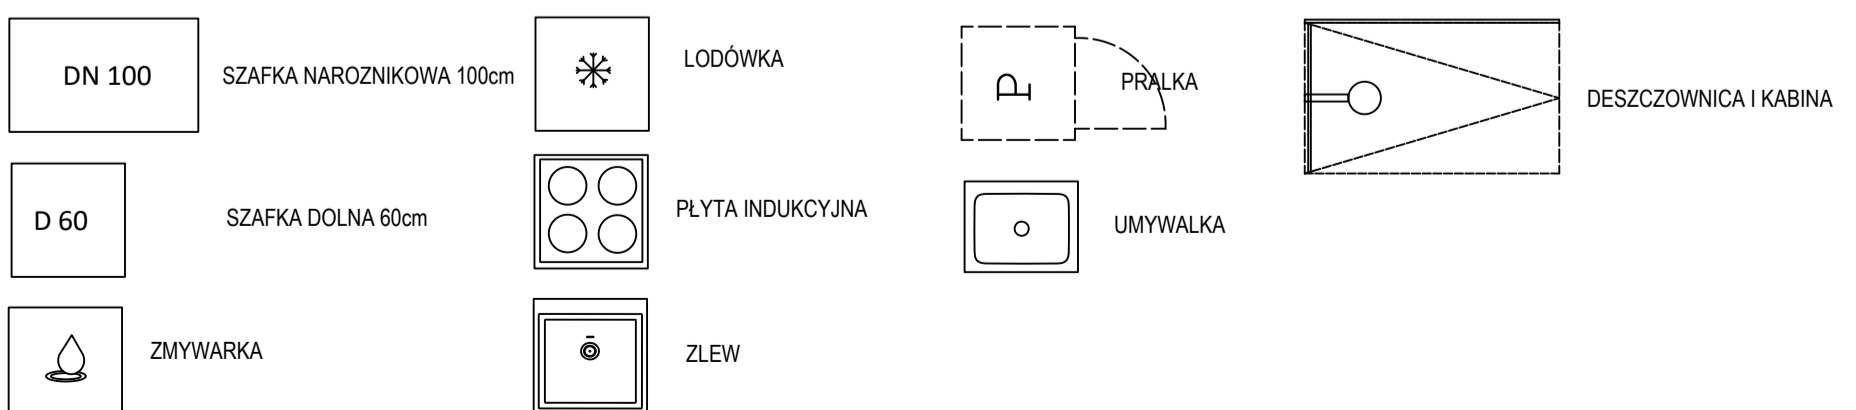 DN 100
SZAFKA NAROZNIKOWA 100cm
LODÓWKA
P
PRALKA
DESZCZOWNICA I KABINA
D 60
SZAFKA DOLNA 60cm
PŁYTA INDUKCYJNA
UMYWALKA
ZMYWARKA
ZLEW